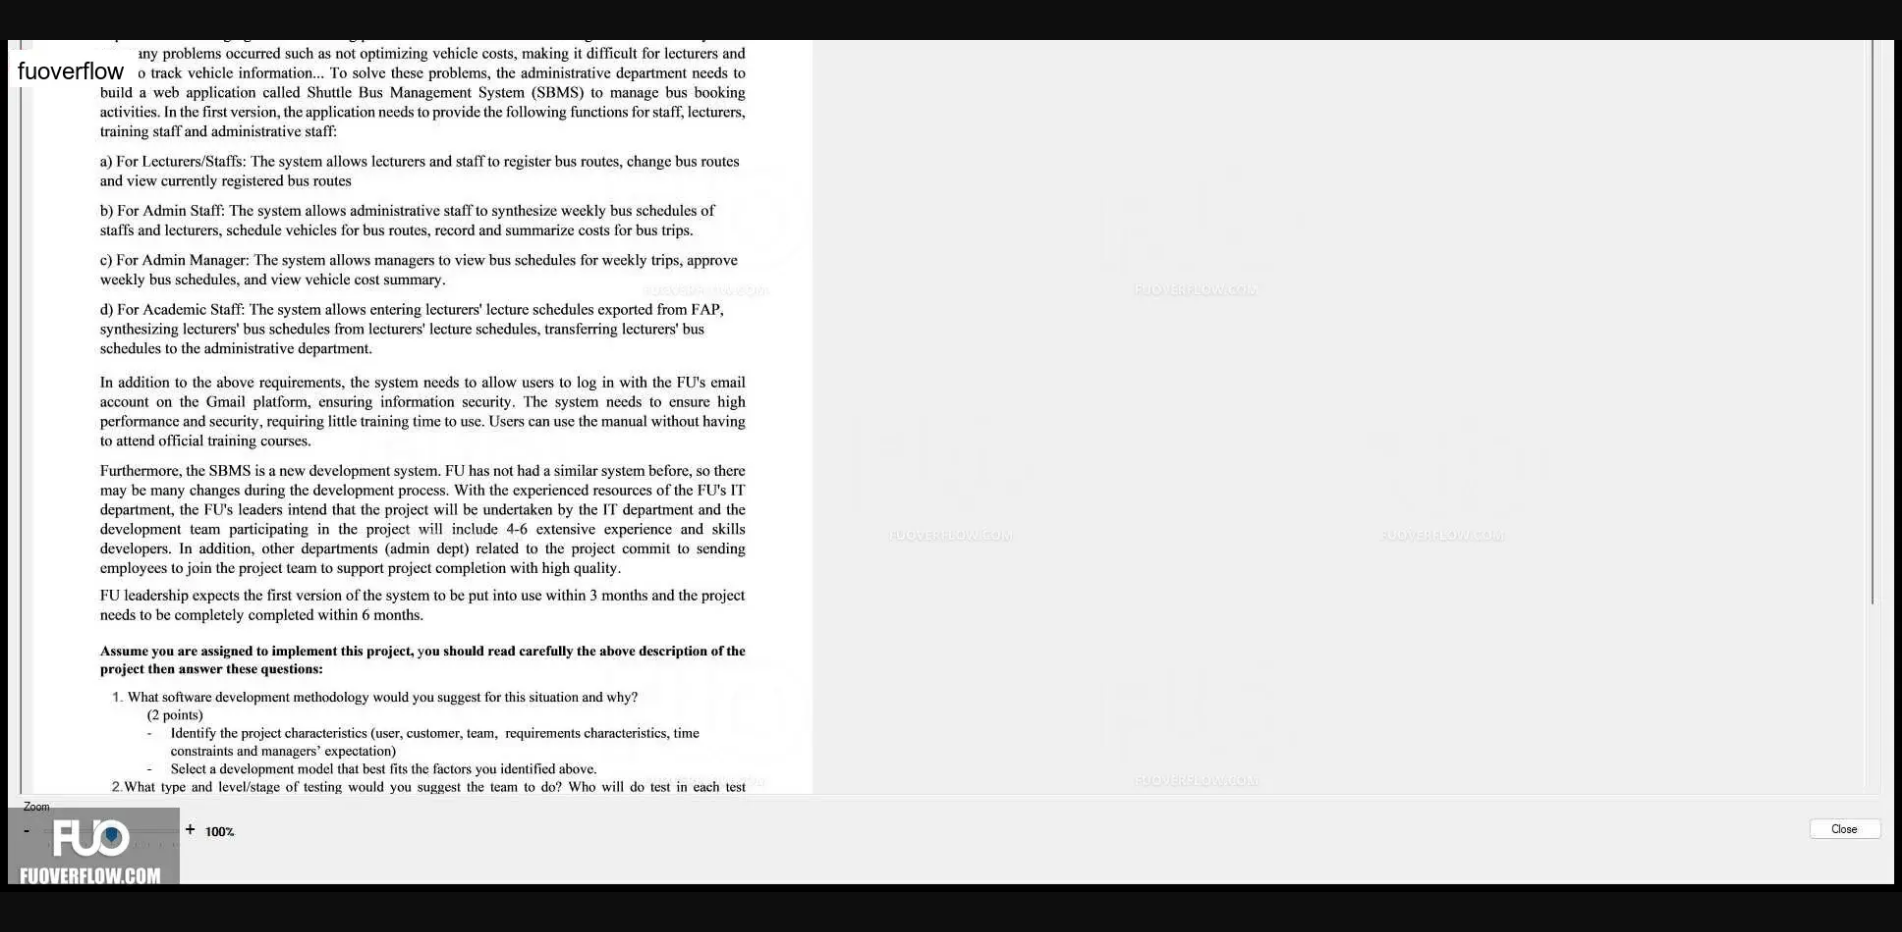 any problems occurred such as not optimizing vehicle costs, making it difficult for lecturers and
fuoverflow
o track vehicle information... To solve these problems, the administrative department needs to
build a web application called Shuttle Bus Management System (SBMS) to manage bus booking
activities. In the first version, the application needs to provide the following functions for staff, lecturers,
training staff and administrative staff:
a) For Lecturers/Staffs: The system allows lecturers and staff to register bus routes, change bus routes
and view currently registered bus routes
b) For Admin Staff: The system allows administrative staff to synthesize weekly bus schedules of
staffs and lecturers, schedule vehicles for bus routes, record and summarize costs for bus trips.
c) For Admin Manager: The system allows managers to view bus schedules for weekly trips, approve
weekly bus schedules, and view vehicle cost summary.
FUOVERFLOW.COM
FUOVERFLOW.COM
d) For Academic Staff: The system allows entering lecturers' lecture schedules exported from FAP,
synthesizing lecturers' bus schedules from lecturers' lecture schedules, transferring lecturers' bus
schedules to the administrative department.
In addition to the above requirements, the system needs to allow users to log in with the FU's email
account on the Gmail platform, ensuring information security. The system needs to ensure high
performance and security, requiring little training time to use. Users can use the manual without having
to attend official training courses.
Furthermore, the SBMS is a new development system. FU has not had a similar system before, so there
may be many changes during the development process. With the experienced resources of the FU's IT
department, the FU's leaders intend that the project will be undertaken by the IT department and the
development team participating in the project will include 4-6 extensive experience and skills
developers. In addition, other departments (admin dept) related to the project commit to sending
employees to join the project team to support project completion with high quality.
FUOVERFLOW.COM
FUOVERFLOW.COM
FU leadership expects the first version of the system to be put into use within 3 months and the project
needs to be completely completed within 6 months.
Assume you are assigned to implement this project, you should read carefully the above description of the
project then answer these questions:
1. What software development methodology would you suggest for this situation and why?
(2 points)
- Identify the project characteristics (user, customer, team, requirements characteristics, time
constraints and managers' expectation)
- Select a development model that best fits the factors you identified above.
2.What type and level/stage of testing would you suggest the team to do? Who will do test in each test
FUOVERFLOW.COM
Zoom
- + 100%
Close
FUO
FUOVERFLOW.COM